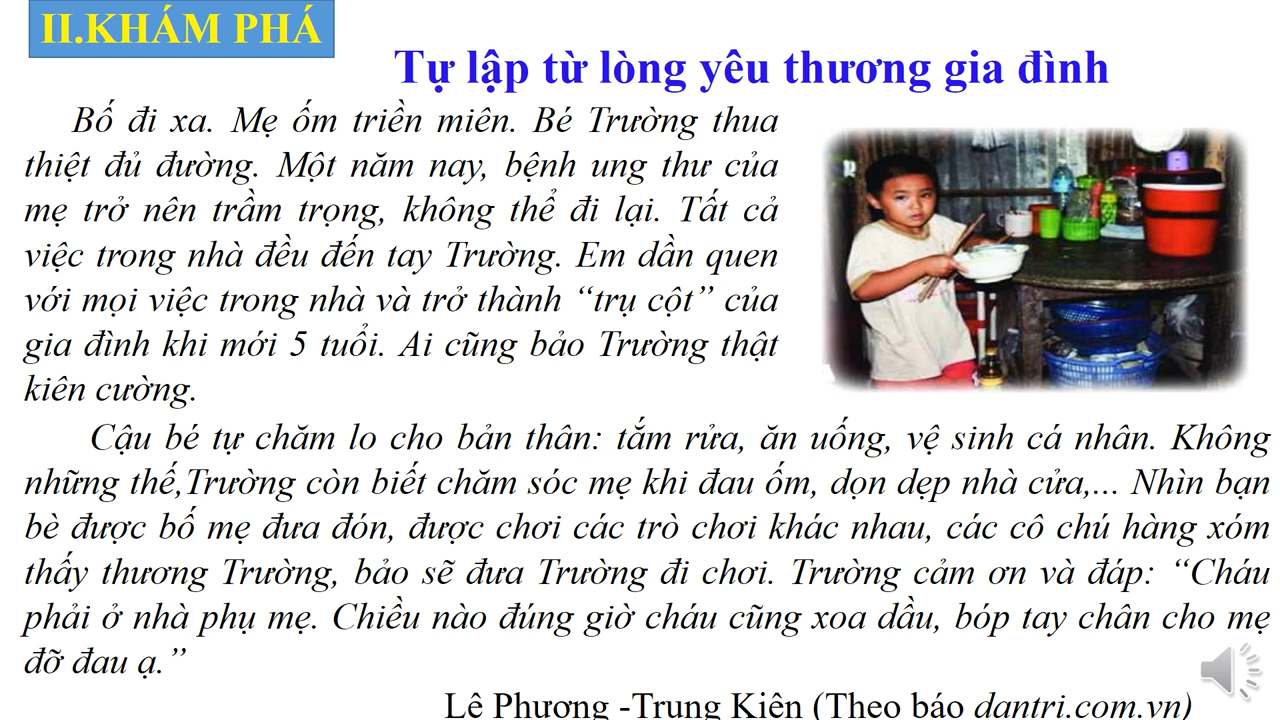 II.KHÁM PHÁ
Tự lập từ lòng yêu thương gia đình
Bố đi xa. Mẹ ốm triền miên. Bé Trường thua
thiệt đủ đường. Một năm nay, bệnh ung thư của
mẹ trở nên trầm trọng, không thể đi lại. Tất cả
việc trong nhà đều đến tay Trường. Em dần quen
với mọi việc trong nhà và trở thành “trụ cột” của
gia đình khi mới 5 tuổi. Ai cũng bảo Trường thật
kiên cường.
Cậu bé tự chăm lo cho bản thân: tắm rửa, ăn uống, vệ sinh cá nhân. Không
những thế,Trường còn biết chăm sóc mẹ khi đau ốm, dọn dẹp nhà cửa,... Nhìn bạn
bè được bố mẹ đưa đón, được chơi các trò chơi khác nhau, các cô chú hàng xóm
thấy thương Trường, bảo sẽ đưa Trường đi chơi. Trường cảm ơn và đáp: “Cháu
phải ở nhà phụ mẹ. Chiều nào đúng giờ cháu cũng xoa dầu, bóp tay chân cho mẹ
đỡ đau ạ.”
Lê Phương -Trung Kiên (Theo báo dantri.com.vn)